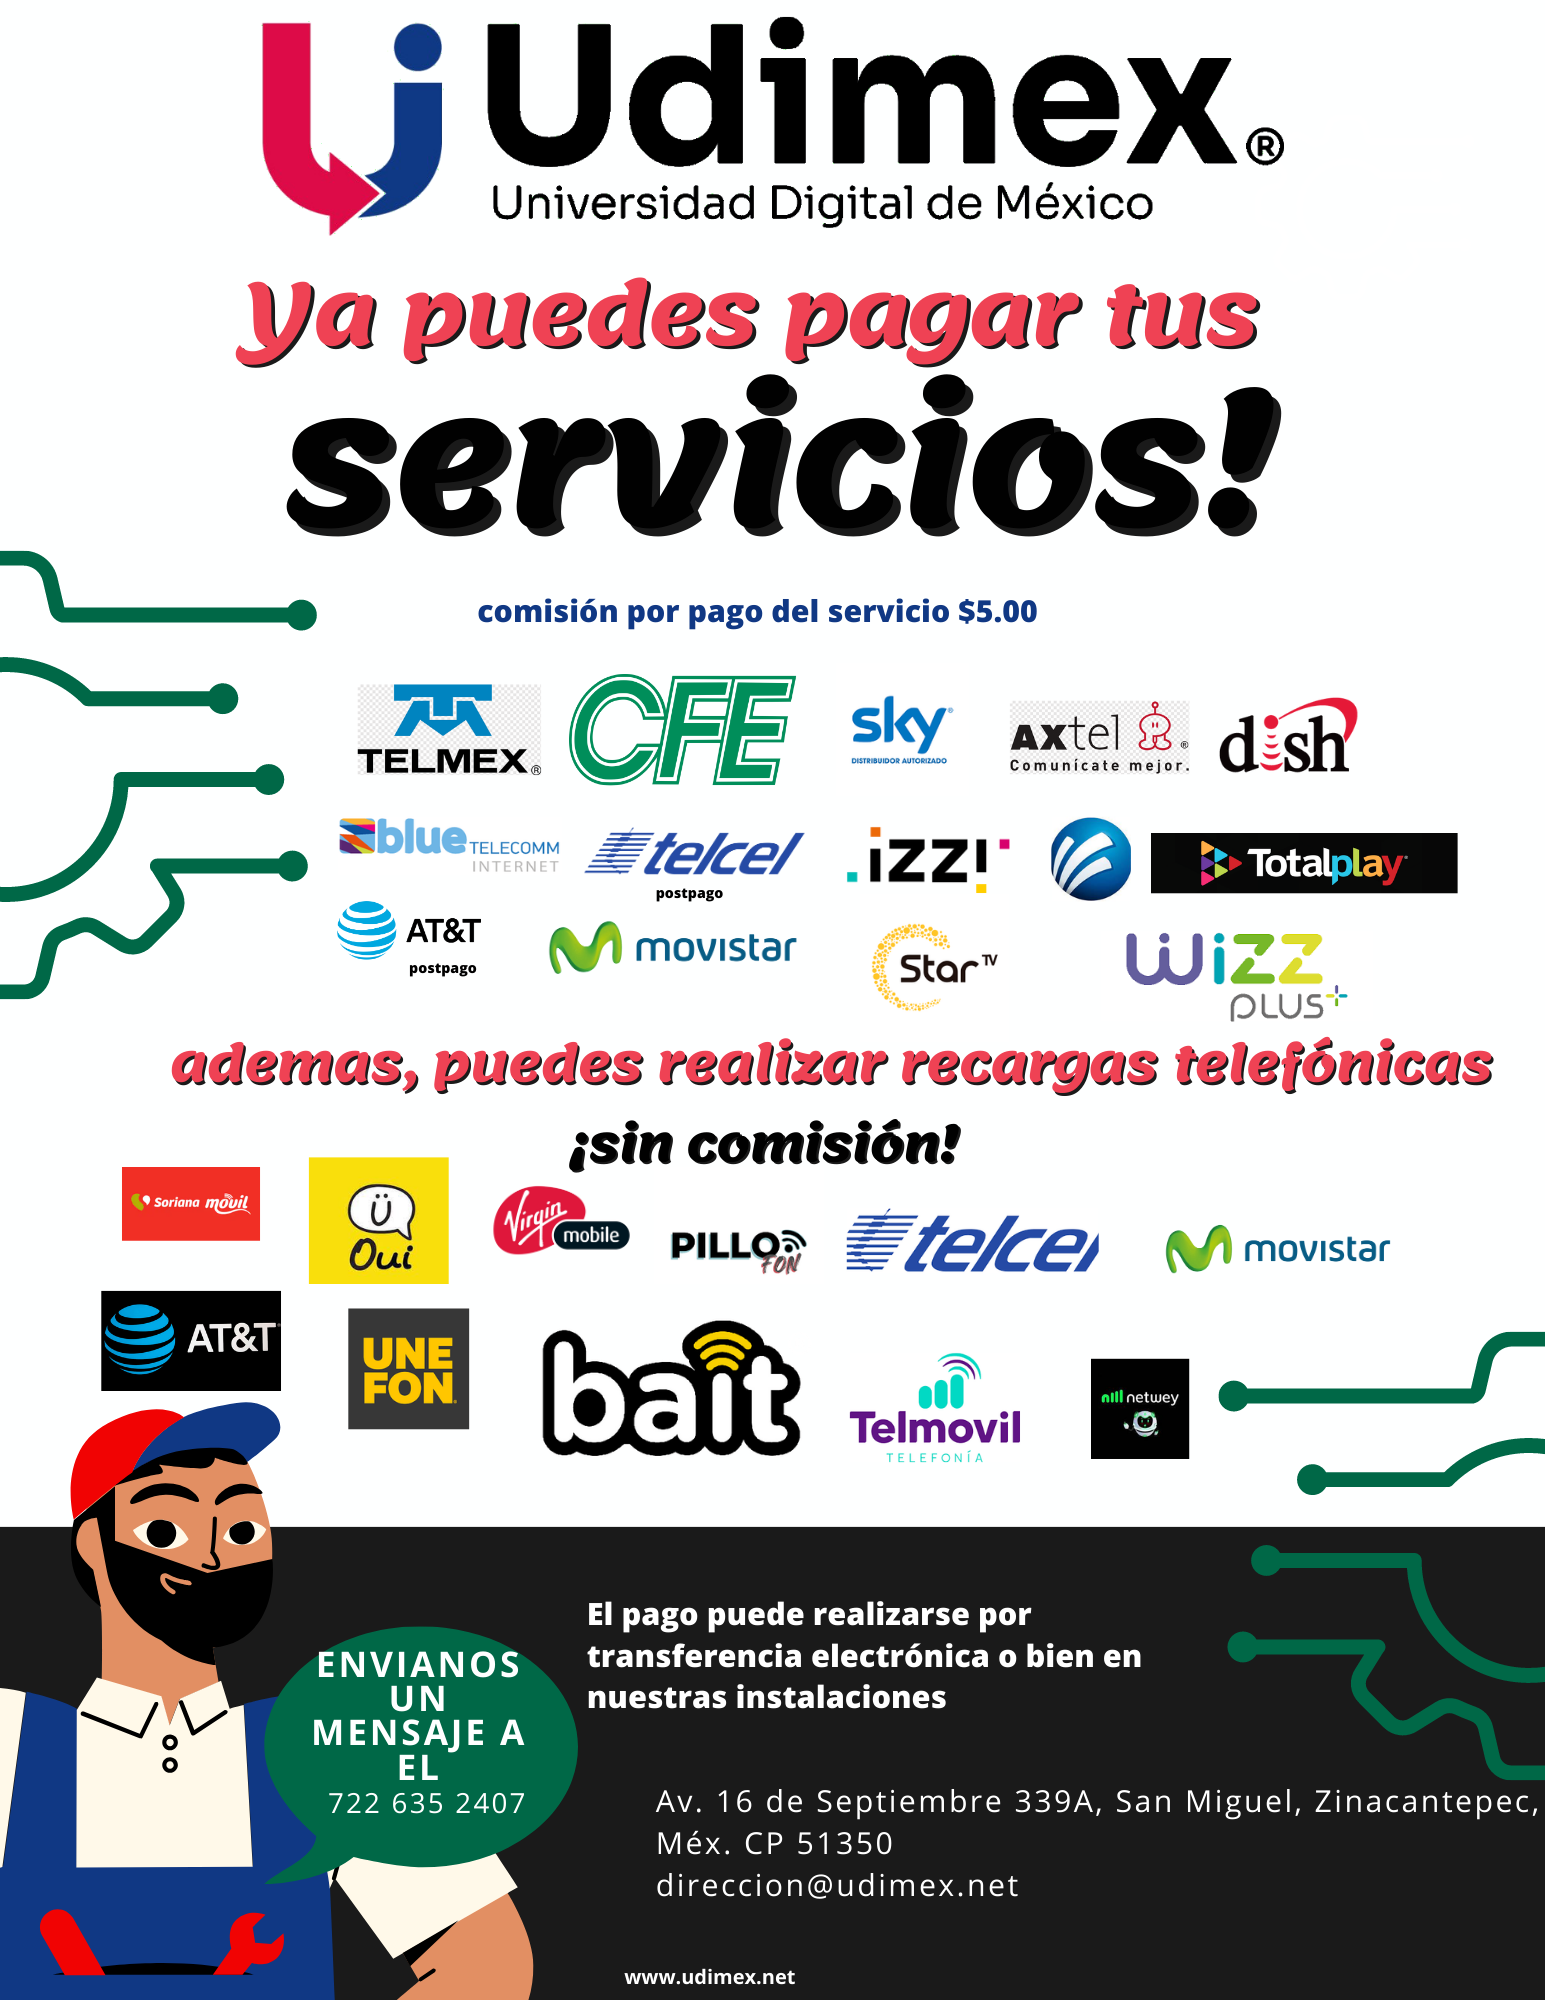 Udimex®
Universidad Digital de México
Ya puedes pagar tus
servicios!
comisión por pago del servicio $5.00
TELMEX®
CFE
sky®
DISTRIBUIDOR AUTORIZADO
AXtel®
Comunícate mejor.
dish
blue TELECOMM
INTERNET
telcel
postpago
izz!
Totalplay
AT&T
postpago
movistar
Star TV
wizz
PLUS+
ademas, puedes realizar recargas telefónicas
¡sin comisión!
Soriana móvil
Ü
Oui
Virgin
mobile
PILLO
FON
telcel
movistar
AT&T
UNE
FON
bait
Telmovil
TELEFONÍA
netwey
El pago puede realizarse por
transferencia electrónica o bien en
nuestras instalaciones
ENVIANOS
UN
MENSAJE A
EL
722 635 2407
Av. 16 de Septiembre 339A, San Miguel, Zinacantepec,
Méx. CP 51350
direccion@udimex.net
www.udimex.net